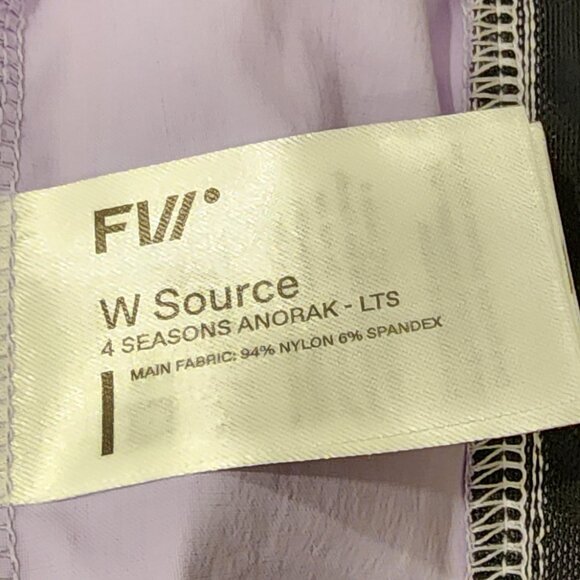 FW
W Source
4 SEASONS ANORAK - LTS
MAIN FABRIC: 94% NYLON 6% SPANDEX